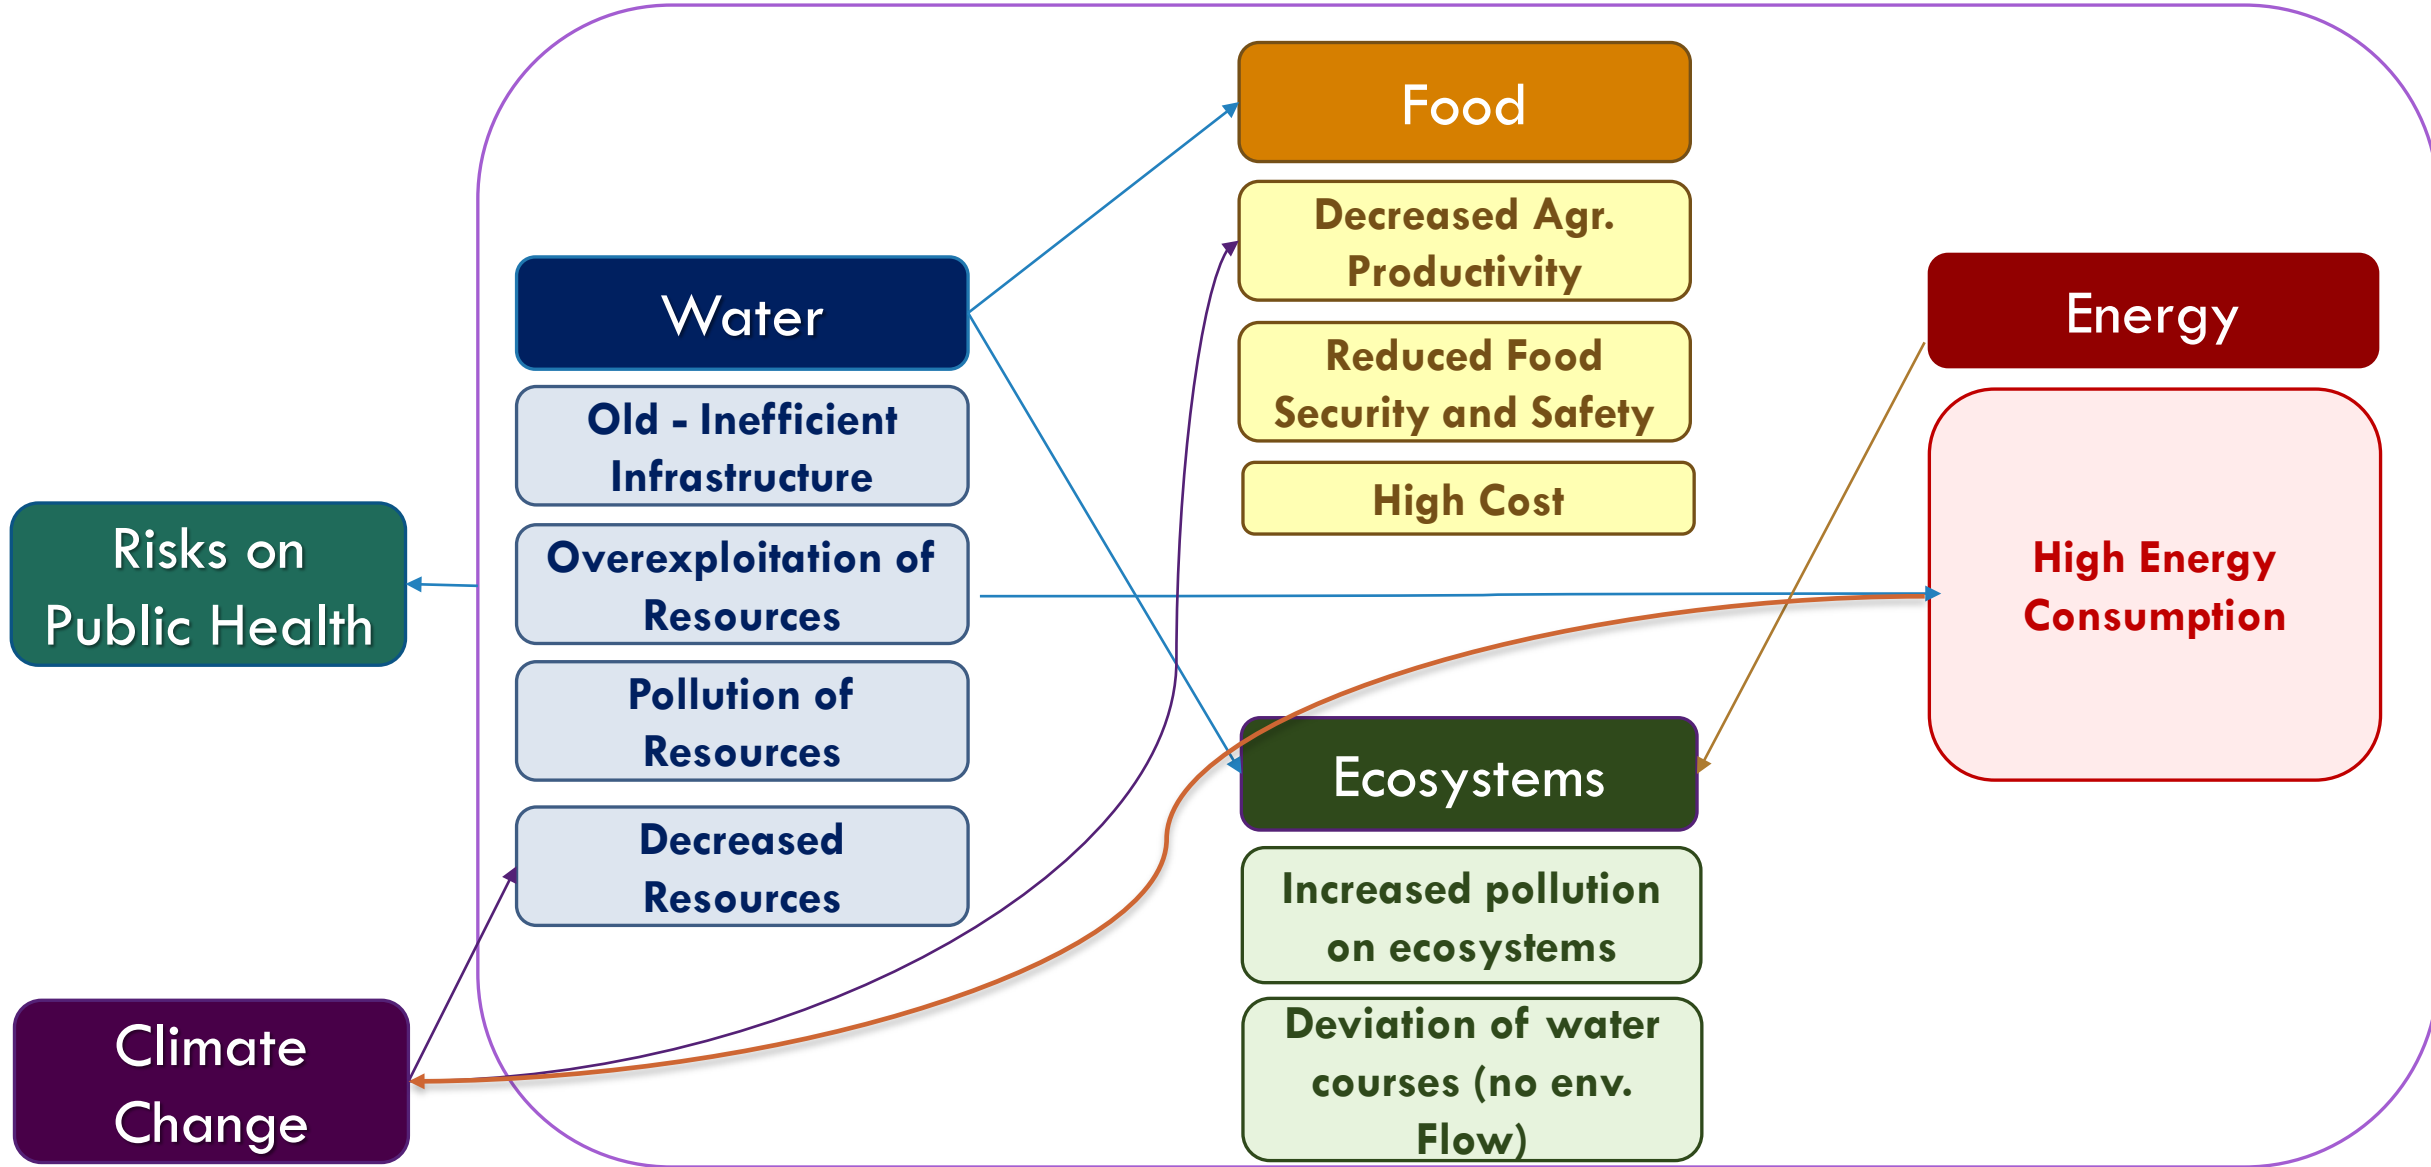 Food
Decreased Agr.
Productivity
Reduced Food
Security and Safety
High Cost
Water
Old - Inefficient
Infrastructure
Overexploitation of
Resources
Pollution of
Resources
Decreased
Resources
Energy
High Energy
Consumption
Risks on
Public Health
Ecosystems
Increased pollution
on ecosystems
Deviation of water
courses (no env.
Flow)
Climate
Change